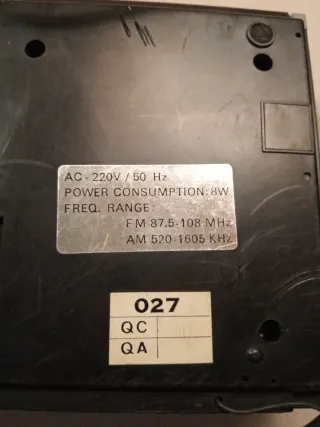 AC - 220V / 50 Hz
POWER CONSUMPTION: 8W
FREQ. RANGE:
FM 87.5-108 MHz
AM 520-1605 KHz
027
QC
QA